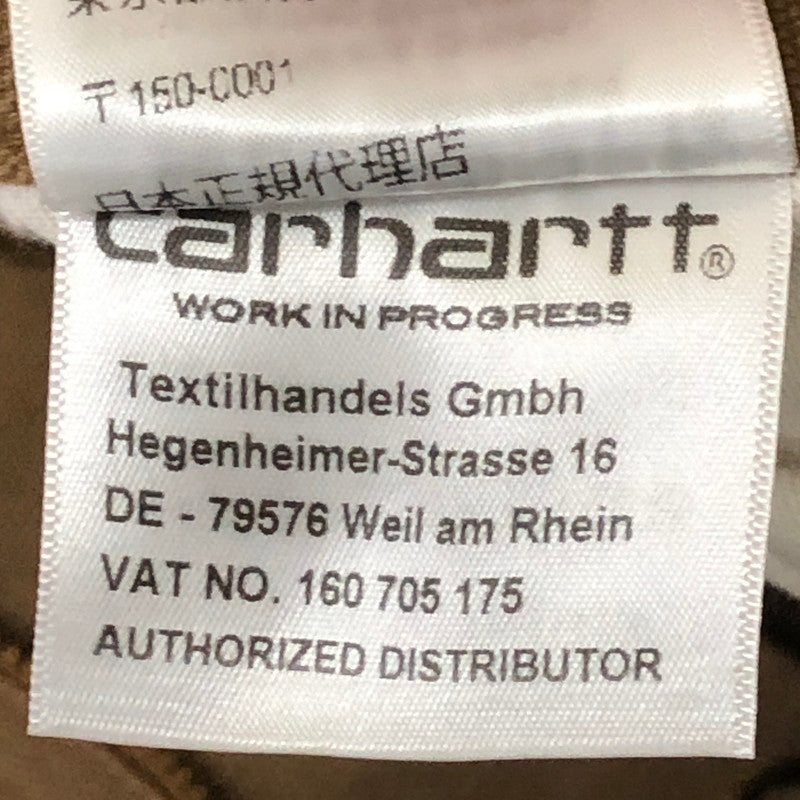 〒150-0001
日本正規代理店
carhartt®
WORK IN PROGRESS
Textilhandels Gmbh
Hegenheimer-Strasse 16
DE - 79576 Weil am Rhein
VAT NO. 160 705 175
AUTHORIZED DISTRIBUTOR